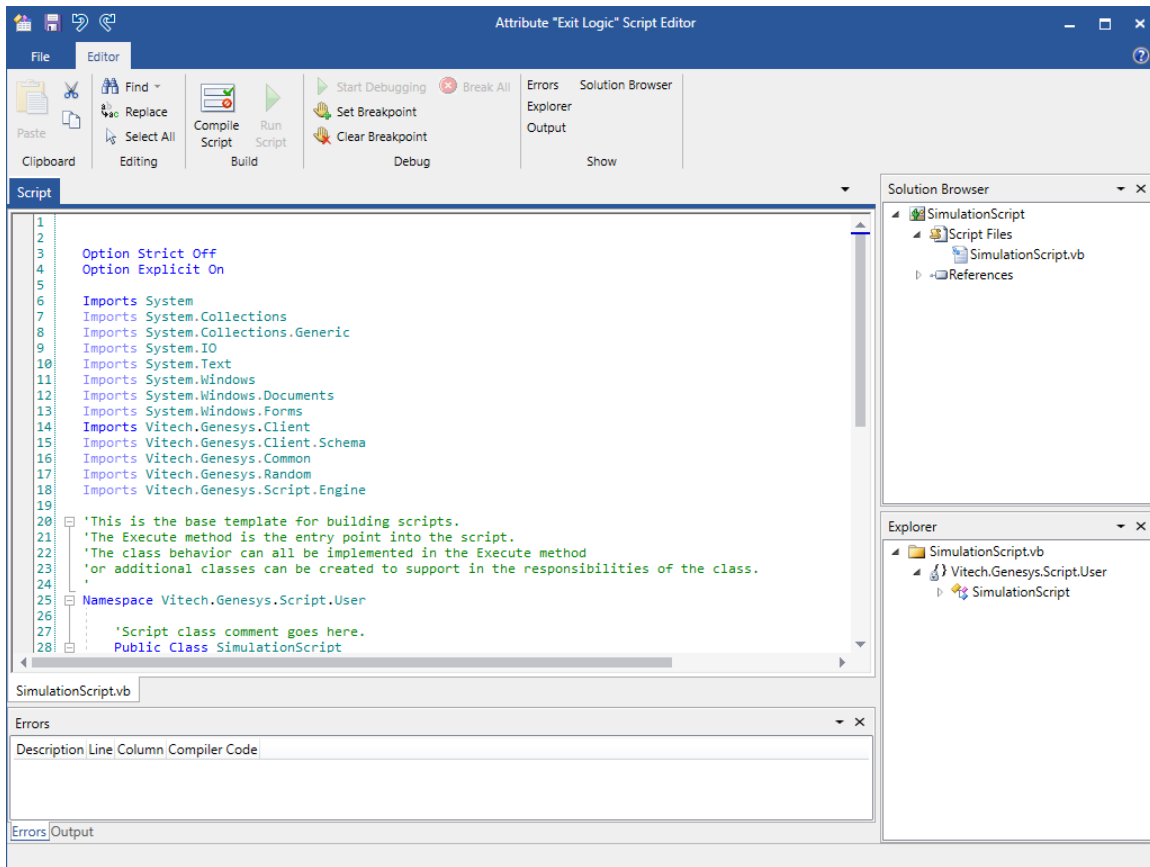 Attribute "Exit Logic" Script Editor
File Editor
Paste
Clipboard
Find
Replace
Select All
Editing
Compile Script
Run Script
Build
Start Debugging
Break All
Set Breakpoint
Clear Breakpoint
Debug
Errors
Solution Browser
Explorer
Output
Show
Script
1
2
3 Option Strict Off
4 Option Explicit On
5
6 Imports System
7 Imports System.Collections
8 Imports System.Collections.Generic
9 Imports System.IO
10 Imports System.Text
11 Imports System.Windows
12 Imports System.Windows.Documents
13 Imports System.Windows.Forms
14 Imports Vitech.Genesys.Client
15 Imports Vitech.Genesys.Client.Schema
16 Imports Vitech.Genesys.Common
17 Imports Vitech.Genesys.Random
18 Imports Vitech.Genesys.Script.Engine
19
20 'This is the base template for building scripts.
21 'The Execute method is the entry point into the script.
22 'The class behavior can all be implemented in the Execute method
23 'or additional classes can be created to support in the responsibilities of the class.
24 '
25 Namespace Vitech.Genesys.Script.User
26
27 'Script class comment goes here.
28 Public Class SimulationScript
SimulationScript.vb
Errors
Description Line Column Compiler Code
Errors Output
Solution Browser
SimulationScript
Script Files
SimulationScript.vb
References
Explorer
SimulationScript.vb
Vitech.Genesys.Script.User
SimulationScript